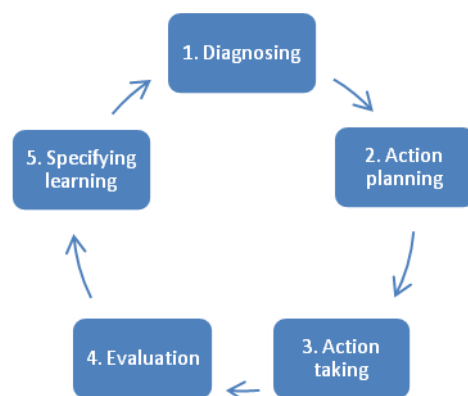 1. Diagnosing
2. Action
planning
3. Action
taking
4. Evaluation
5. Specifying
learning